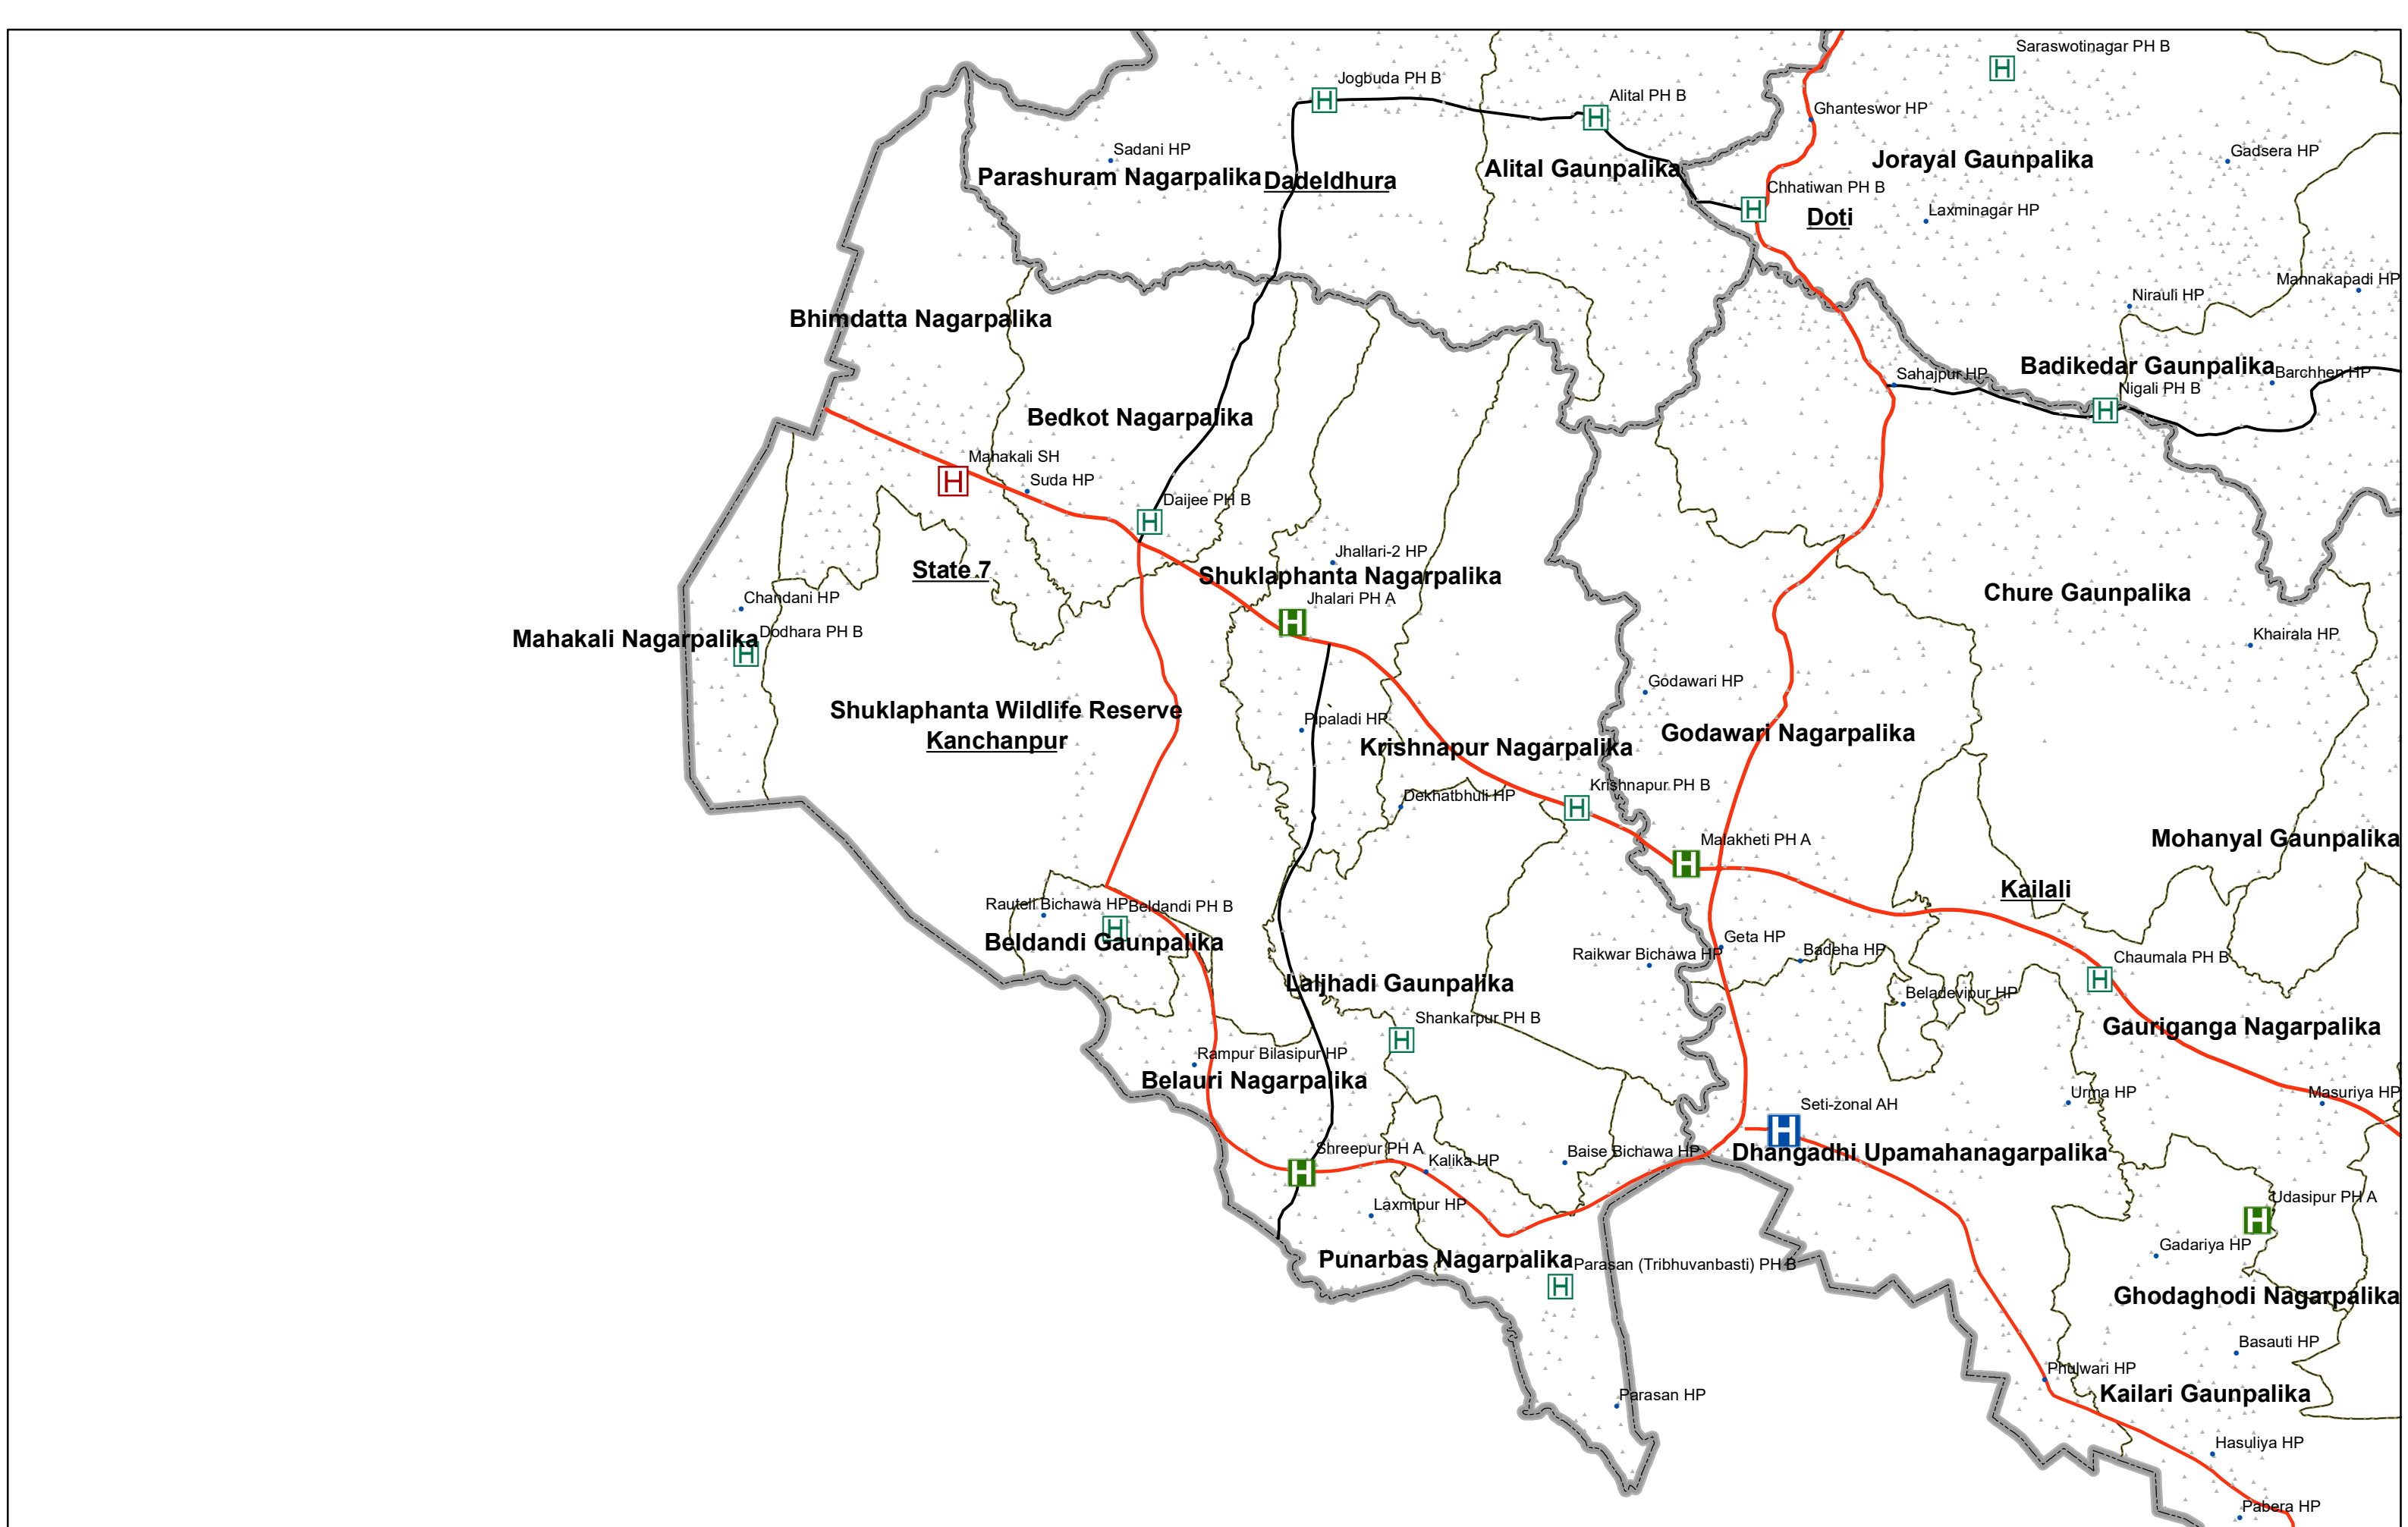 Saraswotinagar PH B
Jogbuda PH B
Alital PH B
Ghanteswor HP
Sadani HP
Gadsera HP
Jorayal Gaunpalika
Alital Gaunpalika
Parashuram Nagarpalika
Dadeldhura
Chhatiwan PH B
Laxminagar HP
Doti
Mannakapadi HP
Nirauli HP
Bhimdatta Nagarpalika
Badikedar Gaunpalika
Sahajpur HP
Barchhen HP
Nigali PH B
Bedkot Nagarpalika
Mahakali SH
Suda HP
Daijee PH B
Jhallari-2 HP
State 7
Shuklaphanta Nagarpalika
Chure Gaunpalika
Chandani HP
Jhalari PH A
Dodhara PH B
Mahakali Nagarpalika
Khairala HP
Godawari HP
Shuklaphanta Wildlife Reserve
Pipaladi HP
Kanchanpur
Godawari Nagarpalika
Krishnapur Nagarpalika
Krishnapur PH B
Dekhatbhuli HP
Malakheti PH A
Mohanyal Gaunpalika
Kailali
Rauteli Bichawa HP
Beldandi PH B
Geta HP
Beldandi Gaunpalika
Badeha HP
Raikwar Bichawa HP
Chaumala PH B
Laljhadi Gaunpalika
Beladevipur HP
Shankarpur PH B
Gauriganga Nagarpalika
Rampur Bilasipur HP
Belauri Nagarpalika
Urma HP
Masuriya HP
Seti-zonal AH
Shreepur PH A
Baise Bichawa HP
Dhangadhi Upamahanagarpalika
Kalika HP
Udasipur PH A
Laxmipur HP
Gadariya HP
Punarbas Nagarpalika
Parasan (Tribhuvanbasti) PH B
Ghodaghodi Nagarpalika
Basauti HP
Phulwari HP
Parasan HP
Kailari Gaunpalika
Hasuliya HP
Pabera HP